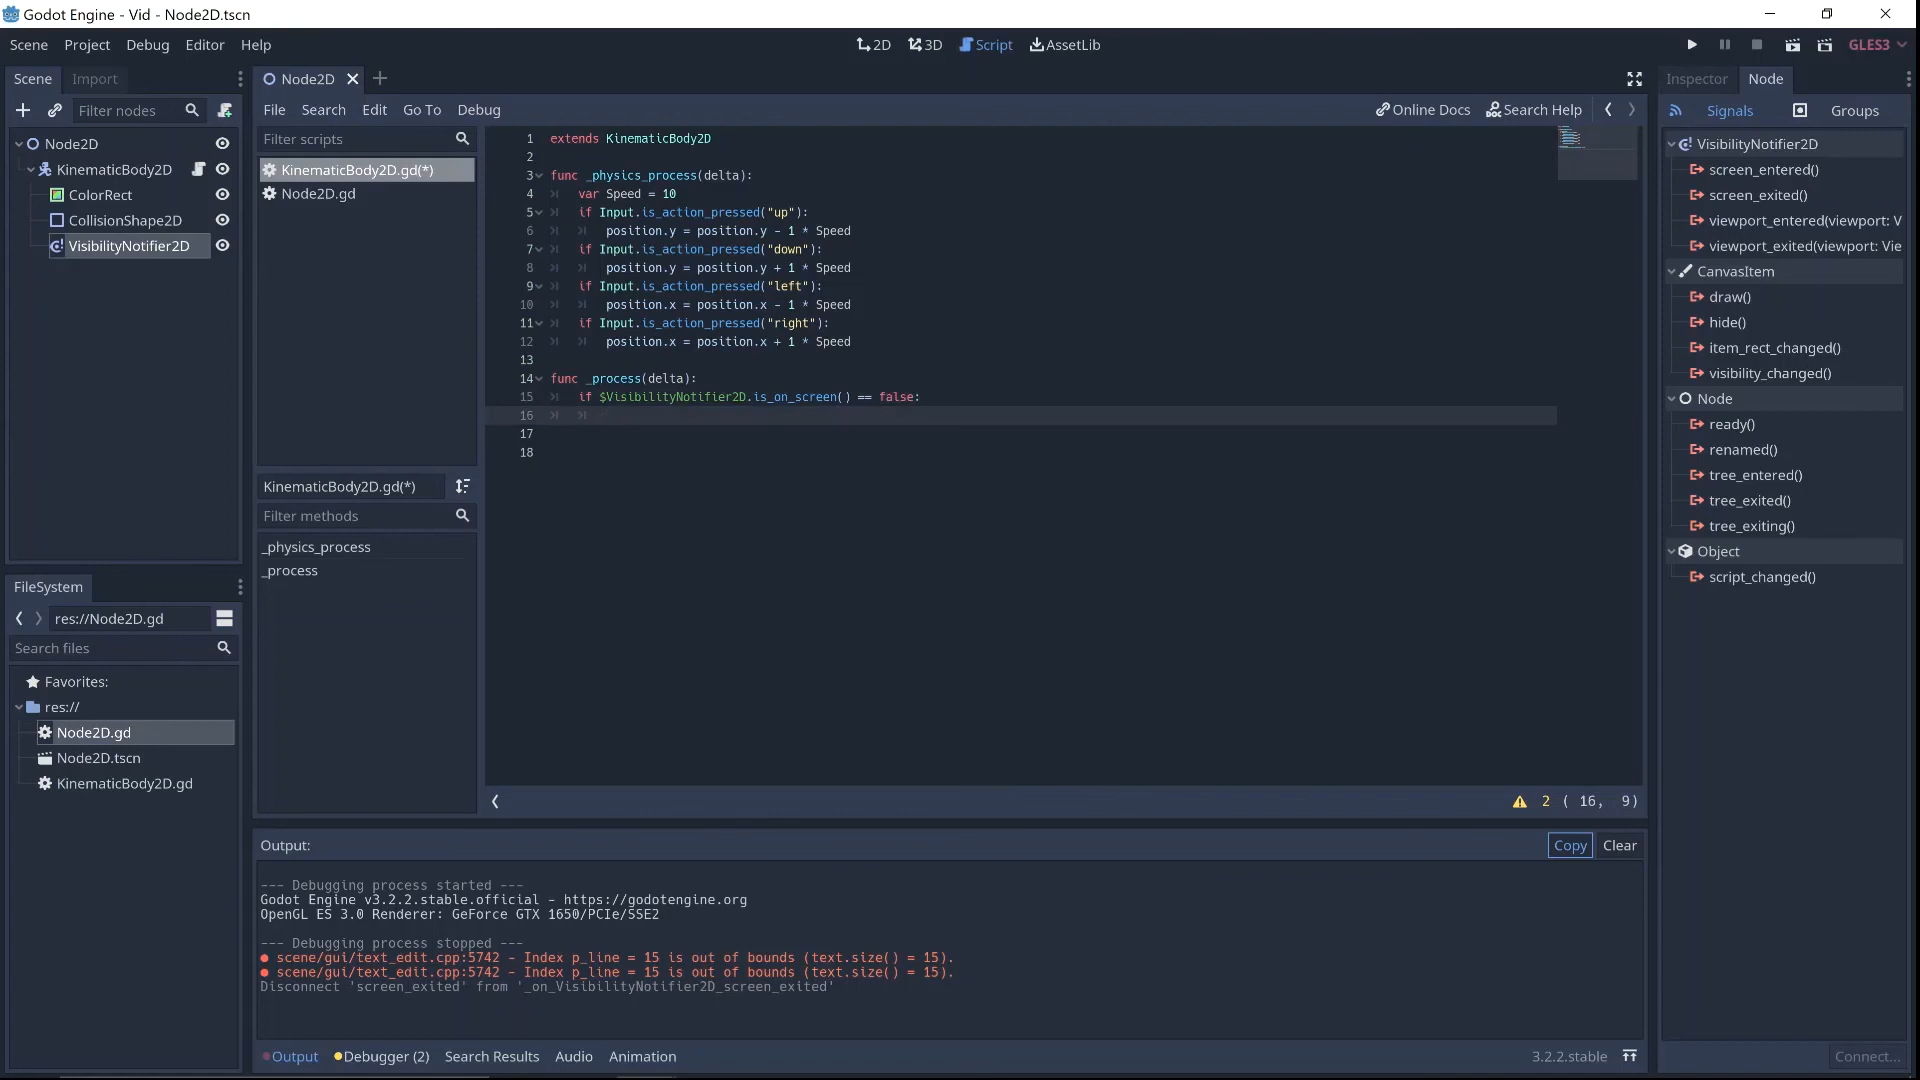 Godot Engine - Vid - Node2D.tscn
Scene Project Debug Editor Help
2D 3D Script AssetLib
GLES3
Scene Import
Filter nodes
Node2D
KinematicBody2D
ColorRect
CollisionShape2D
VisibilityNotifier2D
FileSystem
res://Node2D.gd
Search files
Favorites:
res://
Node2D.gd
Node2D.tscn
KinematicBody2D.gd
Node2D
File Search Edit Go To Debug
Online Docs Search Help
Filter scripts
KinematicBody2D.gd(*)
Node2D.gd
KinematicBody2D.gd(*)
Filter methods
_physics_process
_process
1 extends KinematicBody2D
2
3 func _physics_process(delta):
4 var Speed = 10
5 if Input.is_action_pressed("up"):
6 position.y = position.y - 1 * Speed
7 if Input.is_action_pressed("down"):
8 position.y = position.y + 1 * Speed
9 if Input.is_action_pressed("left"):
10 position.x = position.x - 1 * Speed
11 if Input.is_action_pressed("right"):
12 position.x = position.x + 1 * Speed
13
14 func _process(delta):
15 if $VisibilityNotifier2D.is_on_screen() == false:
16
17
18
2 ( 16, 9)
Output:
Copy Clear
--- Debugging process started ---
Godot Engine v3.2.2.stable.official - https://godotengine.org
OpenGL ES 3.0 Renderer: GeForce GTX 1650/PCIe/SSE2
--- Debugging process stopped ---
scene/gui/text_edit.cpp:5742 - Index p_line = 15 is out of bounds (text.size() = 15).
scene/gui/text_edit.cpp:5742 - Index p_line = 15 is out of bounds (text.size() = 15).
Disconnect 'screen_exited' from '_on_VisibilityNotifier2D_screen_exited'
Output Debugger (2) Search Results Audio Animation
3.2.2.stable
Inspector Node
Signals Groups
VisibilityNotifier2D
screen_entered()
screen_exited()
viewport_entered(viewport: V
viewport_exited(viewport: Vie
CanvasItem
draw()
hide()
item_rect_changed()
visibility_changed()
Node
ready()
renamed()
tree_entered()
tree_exited()
tree_exiting()
Object
script_changed()
Connect...